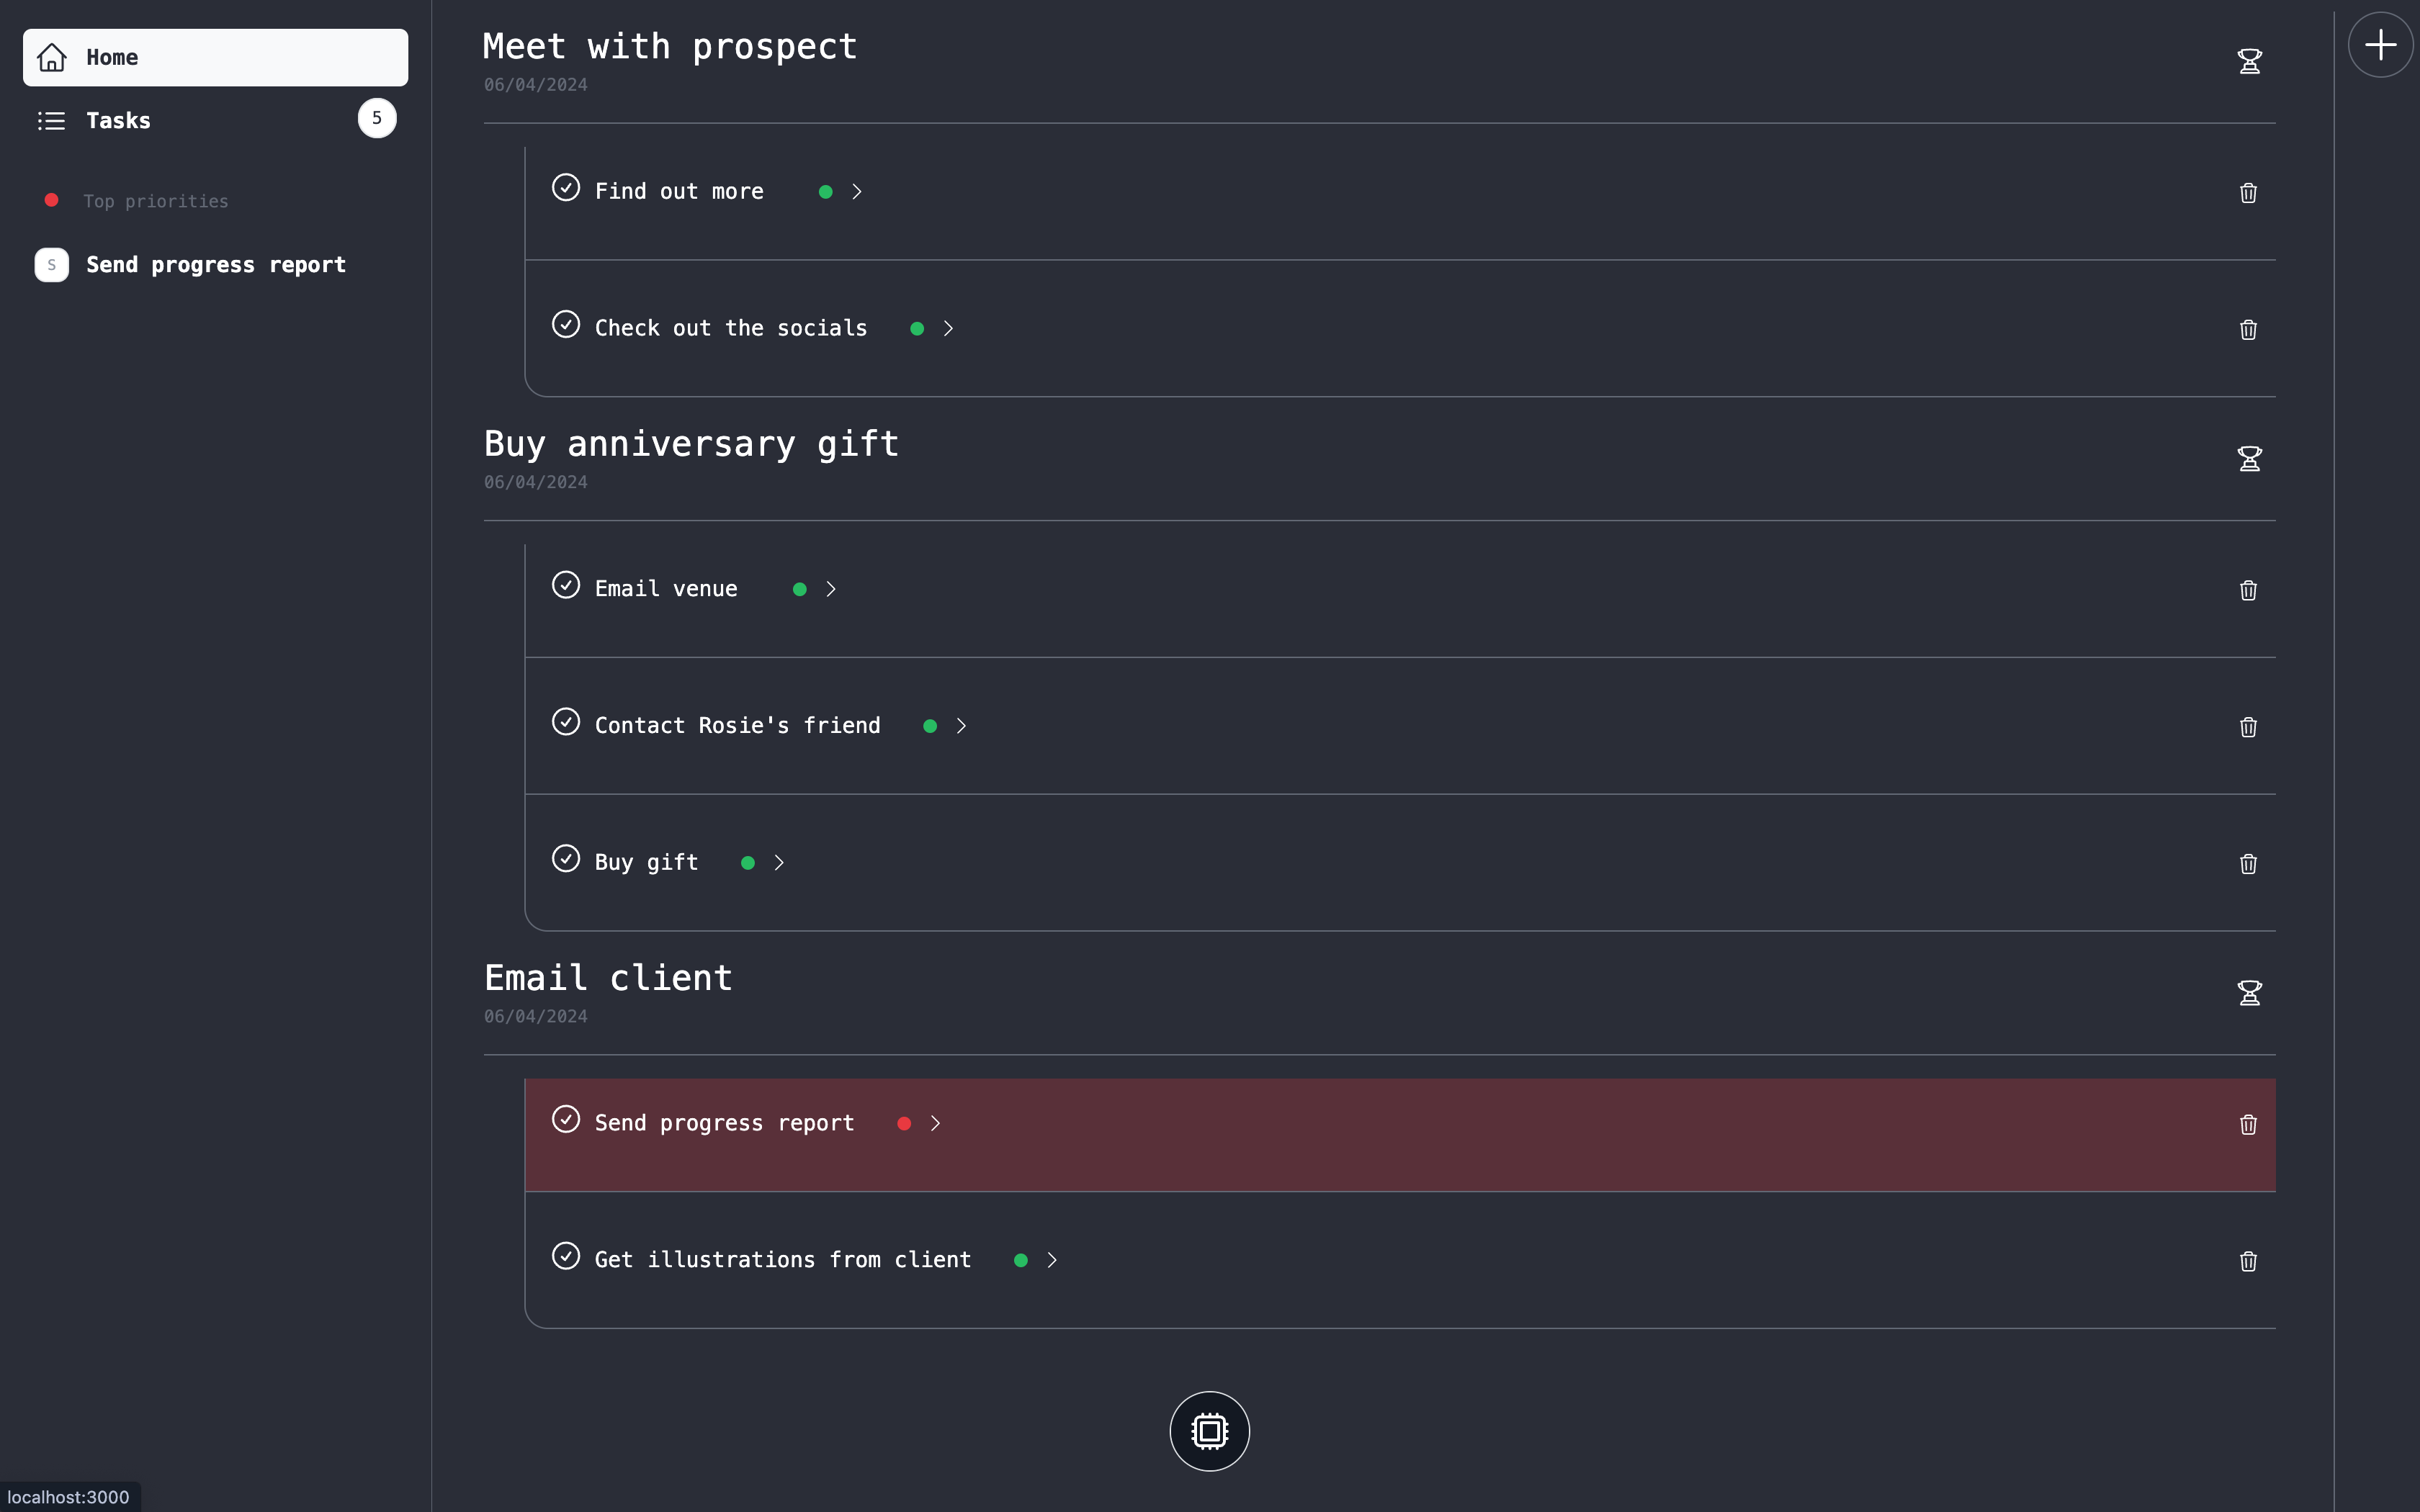 Home
Tasks
5
Top priorities
S
Send progress report
Meet with prospect
06/04/2024
Find out more
Check out the socials
Buy anniversary gift
06/04/2024
Email venue
Contact Rosie's friend
Buy gift
Email client
06/04/2024
Send progress report
Get illustrations from client
localhost:3000